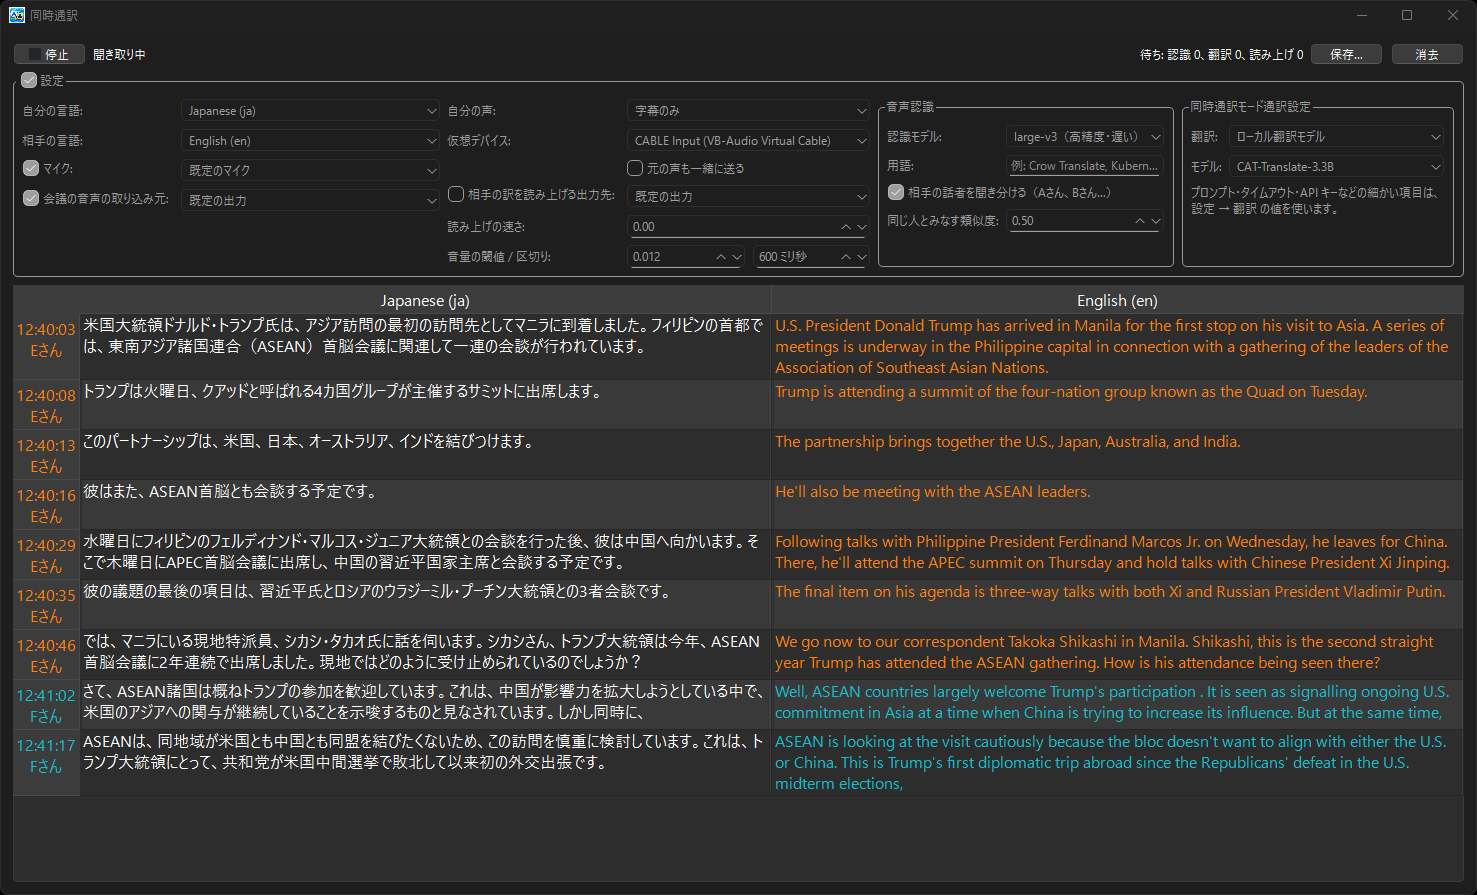 同時通訳
停止 聞き取り中
待ち: 認識 0、翻訳 0、読み上げ 0 保存... 消去
設定
自分の言語: Japanese (ja)
相手の言語: English (en)
マイク: 既定のマイク
会議の音声の取り込み元: 既定の出力
自分の声: 字幕のみ
仮想デバイス: CABLE Input (VB-Audio Virtual Cable)
元の声も一緒に送る
相手の訳を読み上げる出力先: 既定の出力
読み上げの速さ: 0.00
音量の閾値 / 区切り: 0.012 600 ミリ秒
音声認識
認識モデル: large-v3（高精度・遅い）
用語: 例: Crow Translate, Kubern...
相手の話者を聞き分ける（Aさん、Bさん...）
同じ人とみなす類似度: 0.50
同時通訳モード通訳設定
翻訳: ローカル翻訳モデル
モデル: CAT-Translate-3.3B
プロンプト・タイムアウト・API キーなどの細かい項目は、
設定 → 翻訳 の値を使います。
Japanese (ja) English (en)
12:40:03
Eさん
米国大統領ドナルド・トランプ氏は、アジア訪問の最初の訪問先としてマニラに到着しました。フィリピンの首都で
は、東南アジア諸国連合（ASEAN）首脳会議に関連して一連の会談が行われています。
U.S. President Donald Trump has arrived in Manila for the first stop on his visit to Asia. A series of
meetings is underway in the Philippine capital in connection with a gathering of the leaders of the
Association of Southeast Asian Nations.
12:40:08
Eさん
トランプは火曜日、クアッドと呼ばれる4カ国グループが主催するサミットに出席します。
Trump is attending a summit of the four-nation group known as the Quad on Tuesday.
12:40:13
Eさん
このパートナーシップは、米国、日本、オーストラリア、インドを結びつけます。
The partnership brings together the U.S., Japan, Australia, and India.
12:40:16
Eさん
彼はまた、ASEAN首脳とも会談する予定です。
He'll also be meeting with the ASEAN leaders.
12:40:29
Eさん
水曜日にフィリピンのフェルディナンド・マルコス・ジュニア大統領との会談を行った後、彼は中国へ向かいます。そ
こで木曜日にAPEC首脳会議に出席し、中国の習近平国家主席と会談する予定です。
Following talks with Philippine President Ferdinand Marcos Jr. on Wednesday, he leaves for China.
There, he'll attend the APEC summit on Thursday and hold talks with Chinese President Xi Jinping.
12:40:35
Eさん
彼の議題の最後の項目は、習近平氏とロシアのウラジーミル・プーチン大統領との3者会談です。
The final item on his agenda is three-way talks with both Xi and Russian President Vladimir Putin.
12:40:46
Eさん
では、マニラにいる現地特派員、シカシ・タカオ氏に話を伺います。シカシさん、トランプ大統領は今年、ASEAN
首脳会議に2年連続で出席しました。現地ではどのように受け止められているのでしょうか？
We go now to our correspondent Takoka Shikashi in Manila. Shikashi, this is the second straight
year Trump has attended the ASEAN gathering. How is his attendance being seen there?
12:41:02
Fさん
さて、ASEAN諸国は概ねトランプの参加を歓迎しています。これは、中国が影響力を拡大しようとしている中で、
米国のアジアへの関与が継続していることを示唆するものと見なされています。しかし同時に、
Well, ASEAN countries largely welcome Trump's participation . It is seen as signalling ongoing U.S.
commitment in Asia at a time when China is trying to increase its influence. But at the same time,
12:41:17
Fさん
ASEANは、同地域が米国とも中国とも同盟を結びたくないため、この訪問を慎重に検討しています。これは、ト
ランプ大統領にとって、共和党が米国中間選挙で敗北して以来初の外交出張です。
ASEAN is looking at the visit cautiously because the bloc doesn't want to align with either the U.S.
or China. This is Trump's first diplomatic trip abroad since the Republicans' defeat in the U.S.
midterm elections,